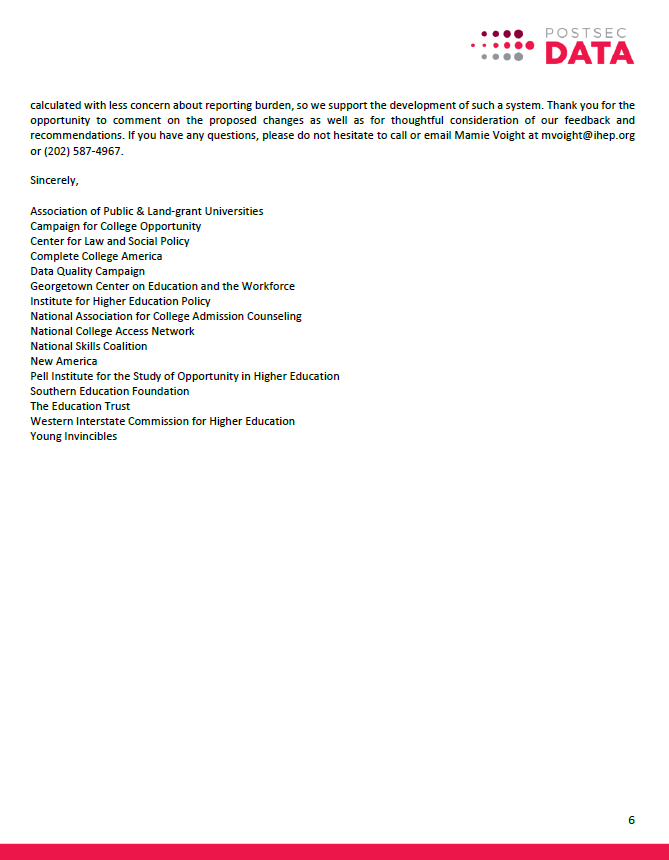 POSTSEC
DATA
calculated with less concern about reporting burden, so we support the development of such a system. Thank you for the
opportunity to comment on the proposed changes as well as for thoughtful consideration of our feedback and
recommendations. If you have any questions, please do not hesitate to call or email Mamie Voight at mvoight@ihep.org
or (202) 587-4967.
Sincerely,
Association of Public & Land-grant Universities
Campaign for College Opportunity
Center for Law and Social Policy
Complete College America
Data Quality Campaign
Georgetown Center on Education and the Workforce
Institute for Higher Education Policy
National Association for College Admission Counseling
National College Access Network
National Skills Coalition
New America
Pell Institute for the Study of Opportunity in Higher Education
Southern Education Foundation
The Education Trust
Western Interstate Commission for Higher Education
Young Invincibles
6